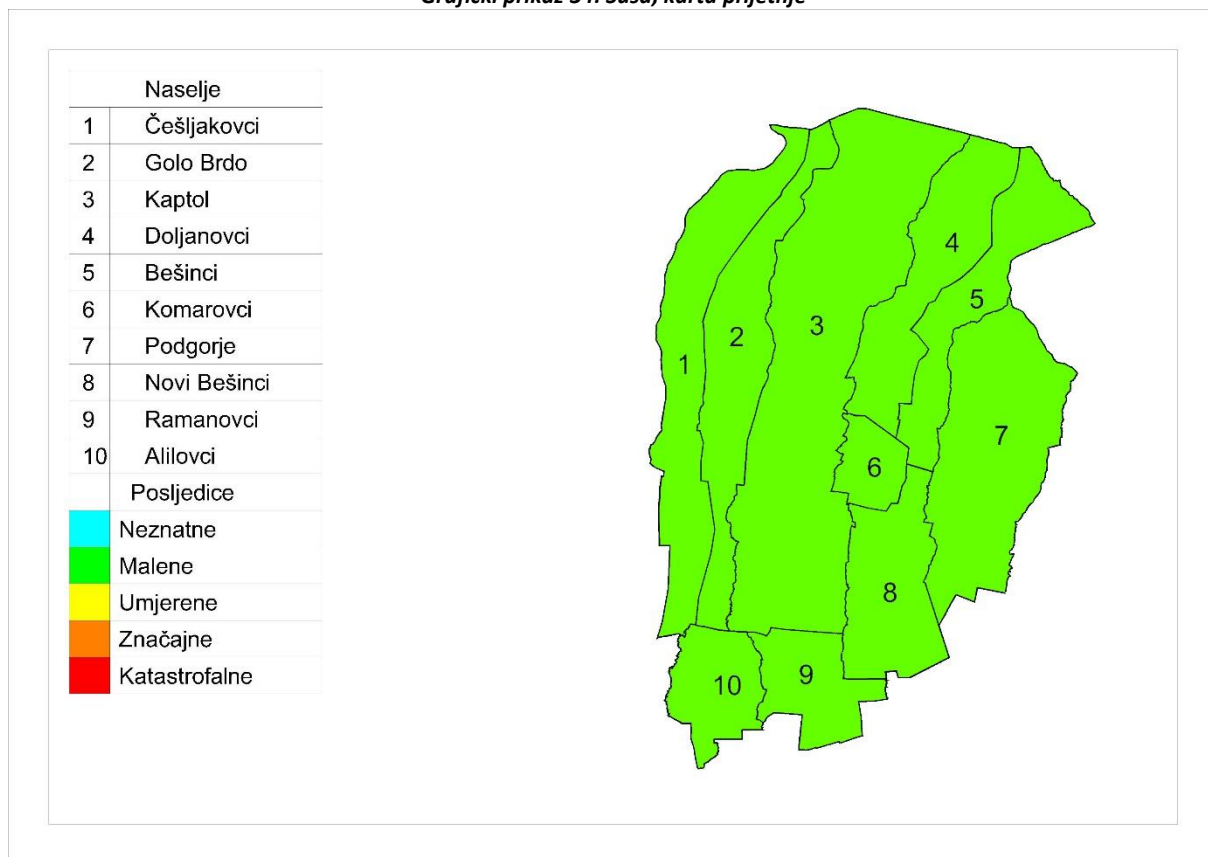 Naselje
1 Češljakovci
2 Golo Brdo
3 Kaptol
4 Doljanovci
5 Bešinci
6 Komarovci
7 Podgorje
8 Novi Bešinci
9 Ramanovci
10 Alilovci
Posljedice
Neznatne
Malene
Umjerene
Značajne
Katastrofalne
4
5
2
3
1
7
6
8
9
10